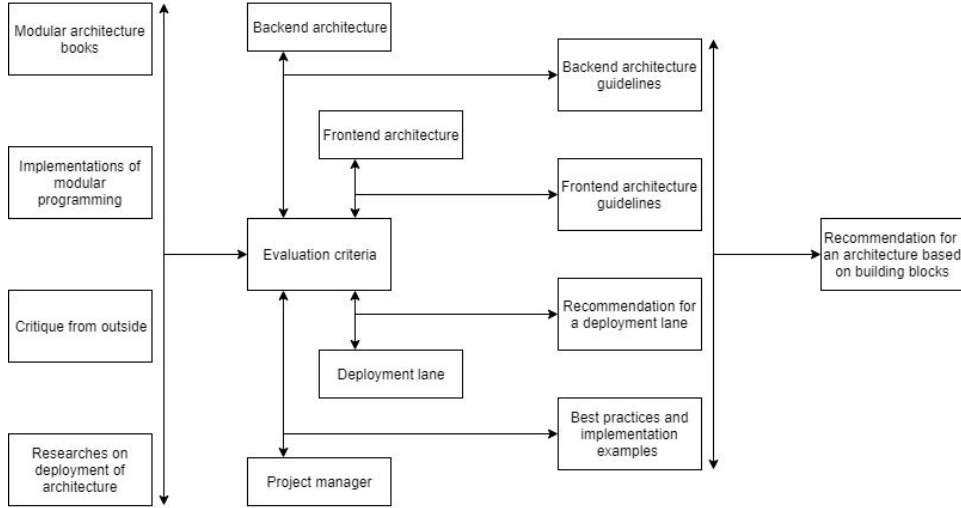 Modular architecture
books
Implementations of
modular
programming
Critique from outside
Researches on
deployment of
architecture
Backend architecture
Frontend architecture
Evaluation criteria
Deployment lane
Project manager
Backend architecture
guidelines
Frontend architecture
guidelines
Recommendation for
a deployment lane
Best practices and
implementation
examples
Recommendation for
an architecture based
on building blocks